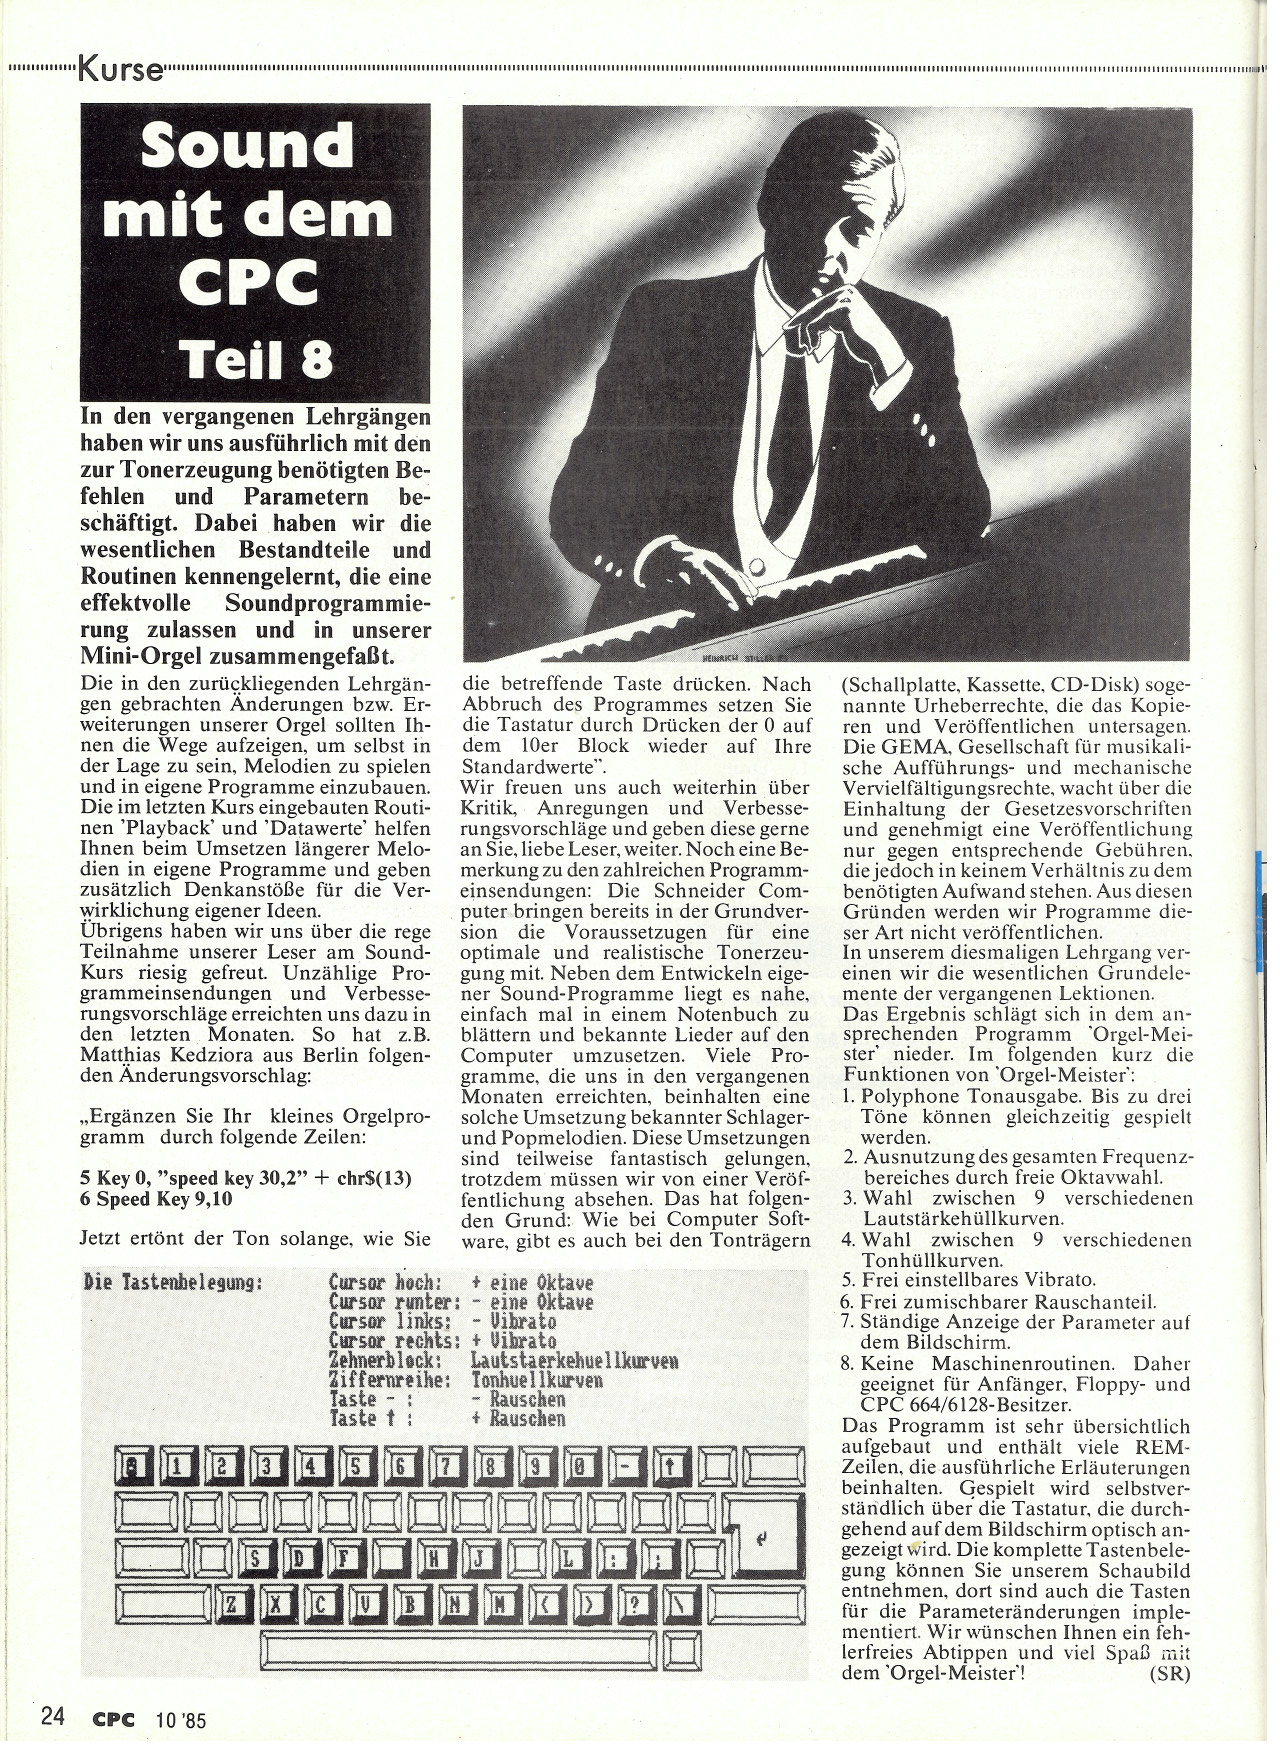 Kurse
Sound
mit dem
CPC
Teil 8
In den vergangenen Lehrgängen
haben wir uns ausführlich mit den
zur Tonerzeugung benötigten Be-
fehlen und Parametern be-
schäftigt. Dabei haben wir die
wesentlichen Bestandteile und
Routinen kennengelernt, die eine
effektvolle Soundprogrammie-
rung zulassen und in unserer
Mini-Orgel zusammengefaßt.
HEINRICH STILLER 85
Die in den zurückliegenden Lehrgän-
gen gebrachten Änderungen bzw. Er-
weiterungen unserer Orgel sollten Ih-
nen die Wege aufzeigen, um selbst in
der Lage zu sein, Melodien zu spielen
und in eigene Programme einzubauen.
Die im letzten Kurs eingebauten Routi-
nen 'Playback' und 'Datawerte' helfen
Ihnen beim Umsetzen längerer Melo-
dien in eigene Programme und geben
zusätzlich Denkanstöße für die Ver-
wirklichung eigener Ideen.
Übrigens haben wir uns über die rege
Teilnahme unserer Leser am Sound-
Kurs riesig gefreut. Unzählige Pro-
grammeinsendungen und Verbesse-
rungsvorschläge erreichten uns dazu in
den letzten Monaten. So hat z.B.
Matthias Kedziora aus Berlin folgen-
den Änderungsvorschlag:
„Ergänzen Sie Ihr kleines Orgelpro-
gramm durch folgende Zeilen:
5 Key 0, ”speed key 30,2” + chr$(13)
6 Speed Key 9,10
Jetzt ertönt der Ton solange, wie Sie
die betreffende Taste drücken. Nach
Abbruch des Programmes setzen Sie
die Tastatur durch Drücken der 0 auf
dem 10er Block wieder auf Ihre
Standardwerte”.
Wir freuen uns auch weiterhin über
Kritik, Anregungen und Verbesse-
rungsvorschläge und geben diese gerne
an Sie, liebe Leser, weiter. Noch eine Be-
merkung zu den zahlreichen Programm-
einsendungen: Die Schneider Com-
puter bringen bereits in der Grundver-
sion die Voraussetzugen für eine
optimale und realistische Tonerzeu-
gung mit. Neben dem Entwickeln eige-
ner Sound-Programme liegt es nahe,
einfach mal in einem Notenbuch zu
blättern und bekannte Lieder auf den
Computer umzusetzen. Viele Pro-
gramme, die uns in den vergangenen
Monaten erreichten, beinhalten eine
solche Umsetzung bekannter Schlager-
und Popmelodien. Diese Umsetzungen
sind teilweise fantastisch gelungen,
trotzdem müssen wir von einer Veröf-
fentlichung absehen. Das hat folgen-
den Grund: Wie bei Computer Soft-
ware, gibt es auch bei den Tonträgern
(Schallplatte, Kassette, CD-Disk) soge-
nannte Urheberrechte, die das Kopie-
ren und Veröffentlichen untersagen.
Die GEMA, Gesellschaft für musikali-
sche Aufführungs- und mechanische
Vervielfältigungsrechte, wacht über die
Einhaltung der Gesetzesvorschriften
und genehmigt eine Veröffentlichung
nur gegen entsprechende Gebühren,
die jedoch in keinem Verhältnis zu dem
benötigten Aufwand stehen. Aus diesen
Gründen werden wir Programme die-
ser Art nicht veröffentlichen.
In unserem diesmaligen Lehrgang ver-
einen wir die wesentlichen Grundele-
mente der vergangenen Lektionen.
Das Ergebnis schlägt sich in dem an-
sprechenden Programm 'Orgel-Mei-
ster' nieder. Im folgenden kurz die
Funktionen von 'Orgel-Meister':
1. Polyphone Tonausgabe. Bis zu drei
Töne können gleichzeitig gespielt
werden.
2. Ausnutzung des gesamten Frequenz-
bereiches durch freie Oktavwahl.
3. Wahl zwischen 9 verschiedenen
Lautstärkehüllkurven.
4. Wahl zwischen 9 verschiedenen
Tonhüllkurven.
5. Frei einstellbares Vibrato.
6. Frei zumischbarer Rauschanteil.
7. Ständige Anzeige der Parameter auf
dem Bildschirm.
8. Keine Maschinenroutinen. Daher
geeignet für Anfänger, Floppy- und
CPC 664/6128-Besitzer.
Das Programm ist sehr übersichtlich
aufgebaut und enthält viele REM-
Zeilen, die ausführliche Erläuterungen
beinhalten. Gespielt wird selbstver-
ständlich über die Tastatur, die durch-
gehend auf dem Bildschirm optisch an-
gezeigt wird. Die komplette Tastenbele-
gung können Sie unserem Schaubild
entnehmen, dort sind auch die Tasten
für die Parameteränderungen imple-
mentiert. Wir wünschen Ihnen ein feh-
lerfreies Abtippen und viel Spaß mit
dem 'Orgel-Meister'! (SR)
Die Tastenbelegung: Cursor hoch: + eine Oktave
Cursor runter: - eine Oktave
Cursor links: - Vibrato
Cursor rechts: + Vibrato
Zehnerblock: Lautstaerkehuellkurven
Ziffernreihe: Tonhuellkurven
Taste - : - Rauschen
Taste ↑ : + Rauschen
1 2 3 4 5 6 7 8 9 0 - ↑
↵
S D F H J L : ;
Z X C V B N M < > ? \
24 CPC 10 '85